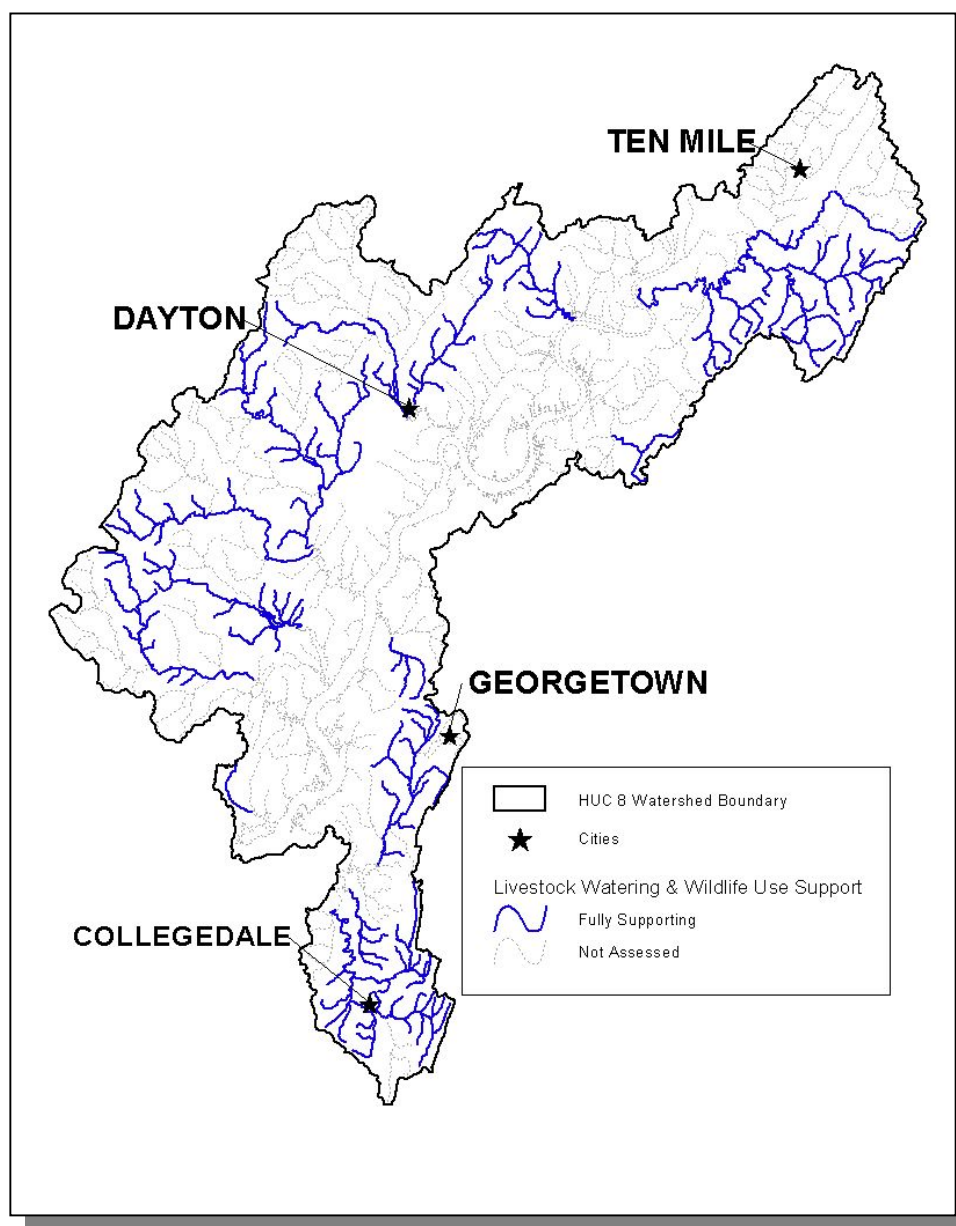 TEN MILE
DAYTON
GEORGETOWN
HUC 8 Watershed Boundary
Cities
Livestock Watering & Wildlife Use Support
Fully Supporting
Not Assessed
COLLEGEDALE